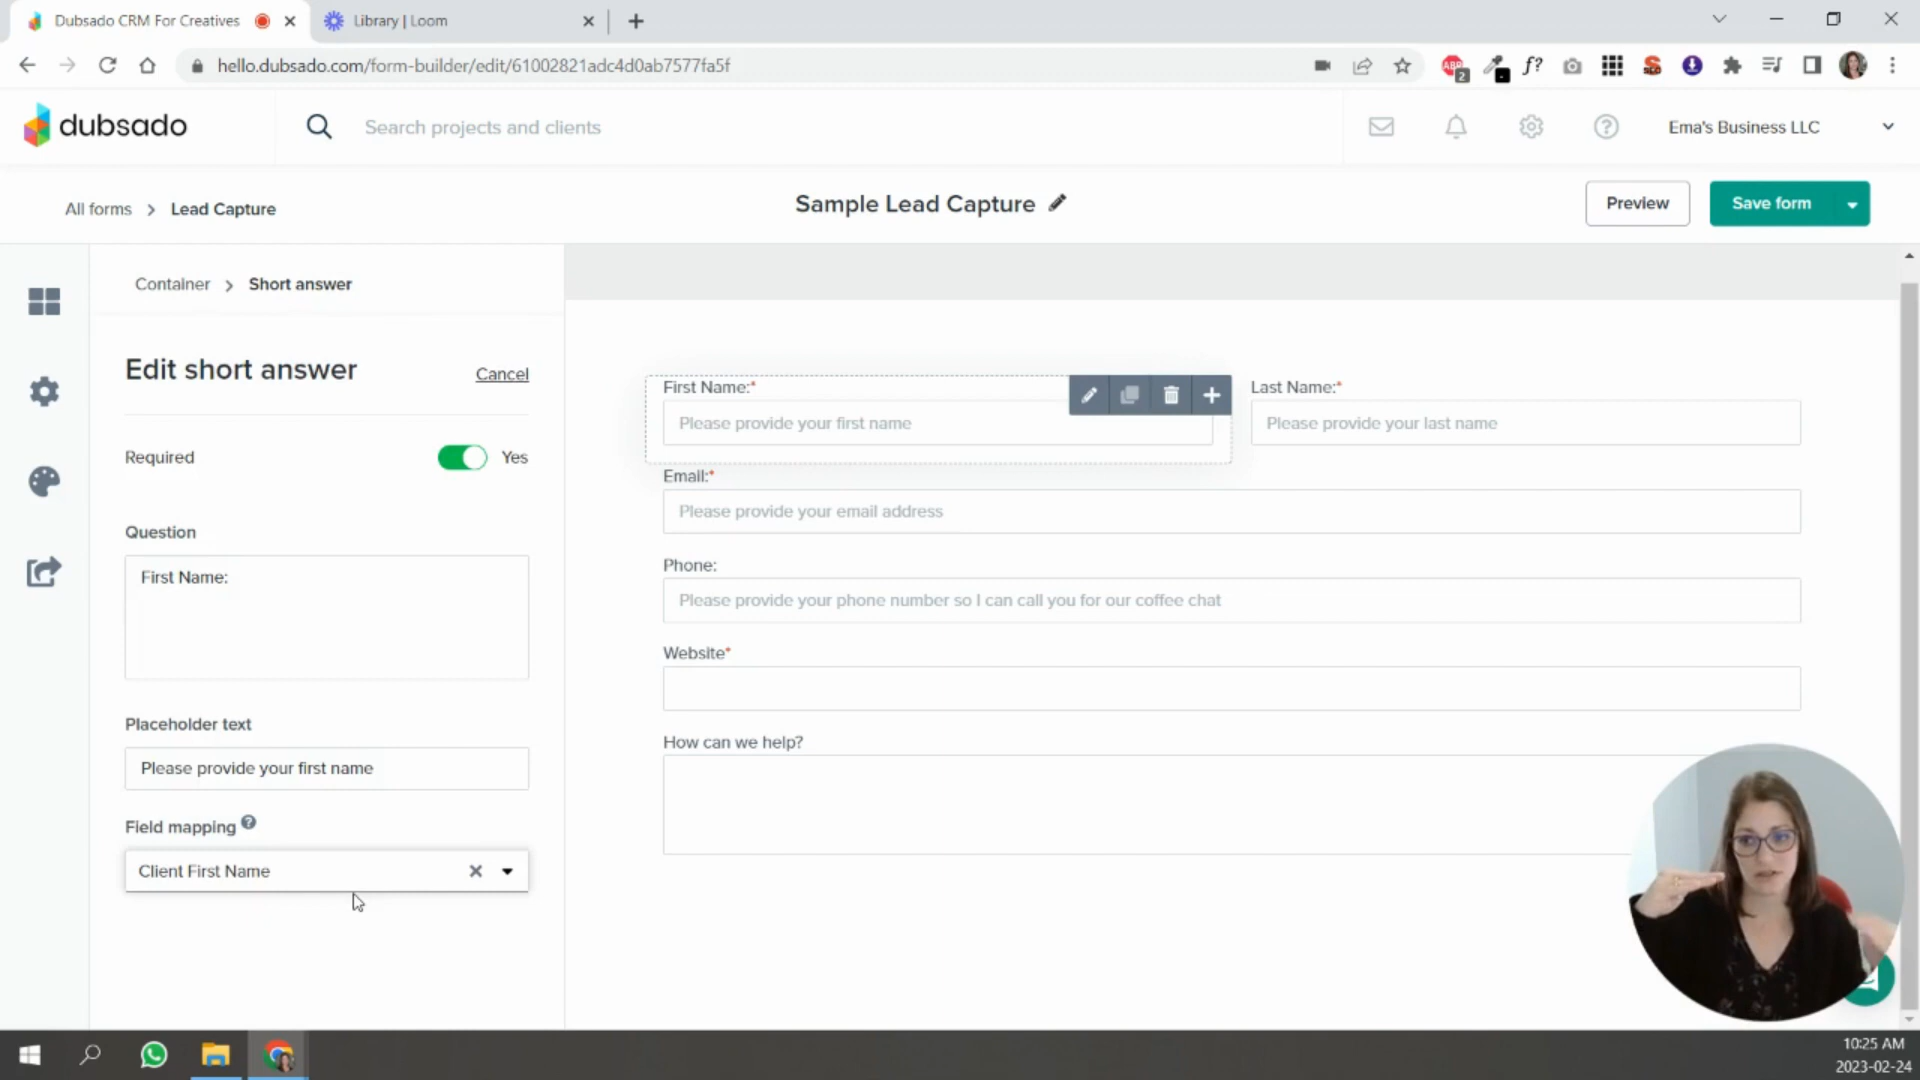 Dubsado CRM For Creatives
Library | Loom
hello.dubsado.com/form-builder/edit/61002821adc4d0ab7577fa5f
ABP
2
f?
SEO
dubsado
Search projects and clients
Ema's Business LLC
All forms
Lead Capture
Sample Lead Capture
Preview
Save form
Container
Short answer
Edit short answer
Cancel
Required
Yes
Question
First Name:
Placeholder text
Please provide your first name
Field mapping
Client First Name
First Name:*
Please provide your first name
Last Name:*
Please provide your last name
Email:*
Please provide your email address
Phone:
Please provide your phone number so I can call you for our coffee chat
Website*
How can we help?
10:25 AM
2023-02-24